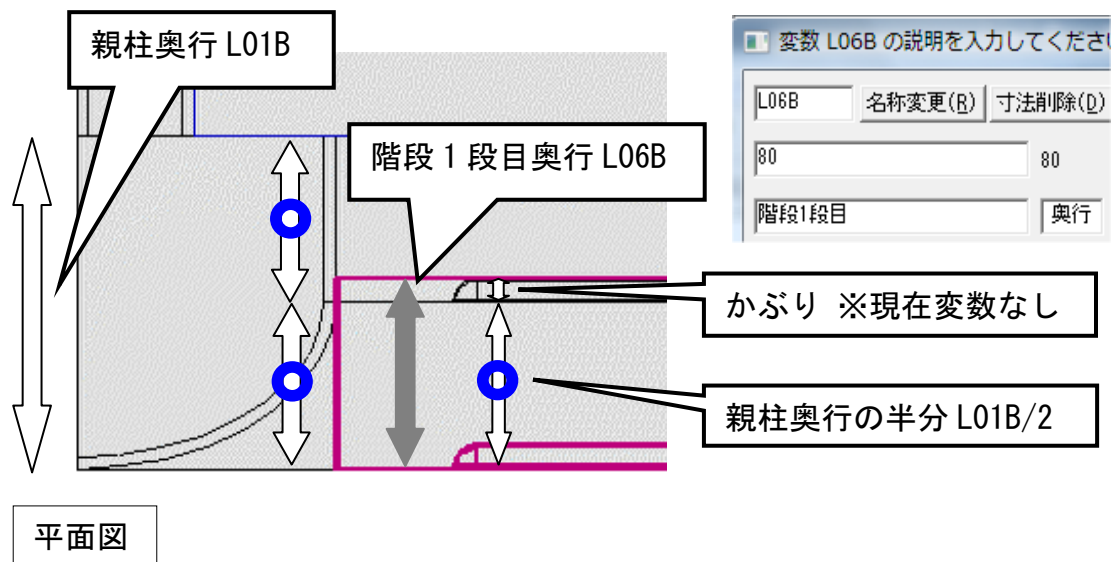 親柱奥行 L01B
変数 L06B の説明を入力してくださ
L06B 名称変更(R) 寸法削除(D)
80 80
階段1段目 奥行
階段１段目奥行 L06B
かぶり ※現在変数なし
親柱奥行の半分 L01B/2
平面図